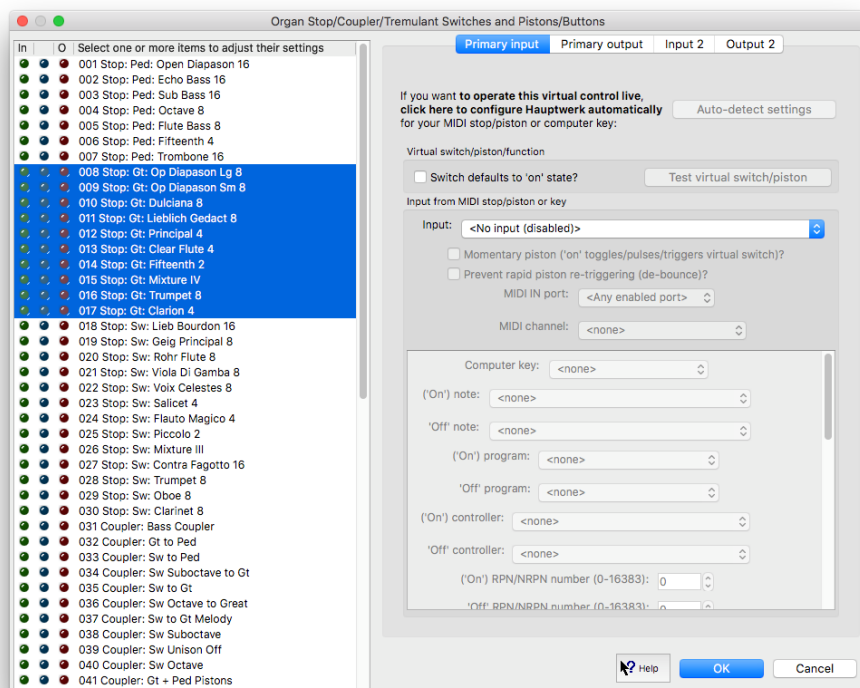 Organ Stop/Coupler/Tremulant Switches and Pistons/Buttons
In O Select one or more items to adjust their settings
001 Stop: Ped: Open Diapason 16
002 Stop: Ped: Echo Bass 16
003 Stop: Ped: Sub Bass 16
004 Stop: Ped: Octave 8
005 Stop: Ped: Flute Bass 8
006 Stop: Ped: Fifteenth 4
007 Stop: Ped: Trombone 16
008 Stop: Gt: Op Diapason Lg 8
009 Stop: Gt: Op Diapason Sm 8
010 Stop: Gt: Dulciana 8
011 Stop: Gt: Lieblich Gedact 8
012 Stop: Gt: Principal 4
013 Stop: Gt: Clear Flute 4
014 Stop: Gt: Fifteenth 2
015 Stop: Gt: Mixture IV
016 Stop: Gt: Trumpet 8
017 Stop: Gt: Clarion 4
018 Stop: Sw: Lieb Bourdon 16
019 Stop: Sw: Geig Principal 8
020 Stop: Sw: Rohr Flute 8
021 Stop: Sw: Viola Di Gamba 8
022 Stop: Sw: Voix Celestes 8
023 Stop: Sw: Salicet 4
024 Stop: Sw: Flauto Magico 4
025 Stop: Sw: Piccolo 2
026 Stop: Sw: Mixture III
027 Stop: Sw: Contra Fagotto 16
028 Stop: Sw: Trumpet 8
029 Stop: Sw: Oboe 8
030 Stop: Sw: Clarinet 8
031 Coupler: Bass Coupler
032 Coupler: Gt to Ped
033 Coupler: Sw to Ped
034 Coupler: Sw Suboctave to Gt
035 Coupler: Sw to Gt
036 Coupler: Sw Octave to Great
037 Coupler: Sw to Gt Melody
038 Coupler: Sw Suboctave
039 Coupler: Sw Unison Off
040 Coupler: Sw Octave
041 Coupler: Gt + Ped Pistons
Primary input Primary output Input 2 Output 2
If you want to operate this virtual control live,
click here to configure Hauptwerk automatically
for your MIDI stop/piston or computer key:
Auto-detect settings
Virtual switch/piston/function
Switch defaults to 'on' state?
Test virtual switch/piston
Input from MIDI stop/piston or key
Input: <No input (disabled)>
Momentary piston ('on' toggles/pulses/triggers virtual switch)?
Prevent rapid piston re-triggering (de-bounce)?
MIDI IN port: <Any enabled port>
MIDI channel: <none>
Computer key: <none>
('On') note: <none>
'Off' note: <none>
('On') program: <none>
'Off' program: <none>
('On') controller: <none>
'Off' controller: <none>
('On') RPN/NRPN number (0-16383): 0
'Off' RPN/NRPN number (0-16383): 0
Help OK Cancel